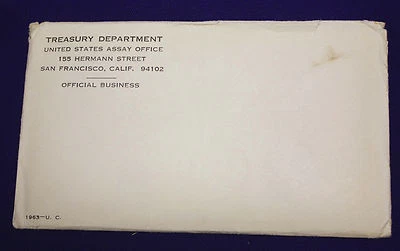 TREASURY DEPARTMENT
UNITED STATES ASSAY OFFICE
155 HERMANN STREET
SAN FRANCISCO, CALIF. 94102
OFFICIAL BUSINESS
1963—U. C.